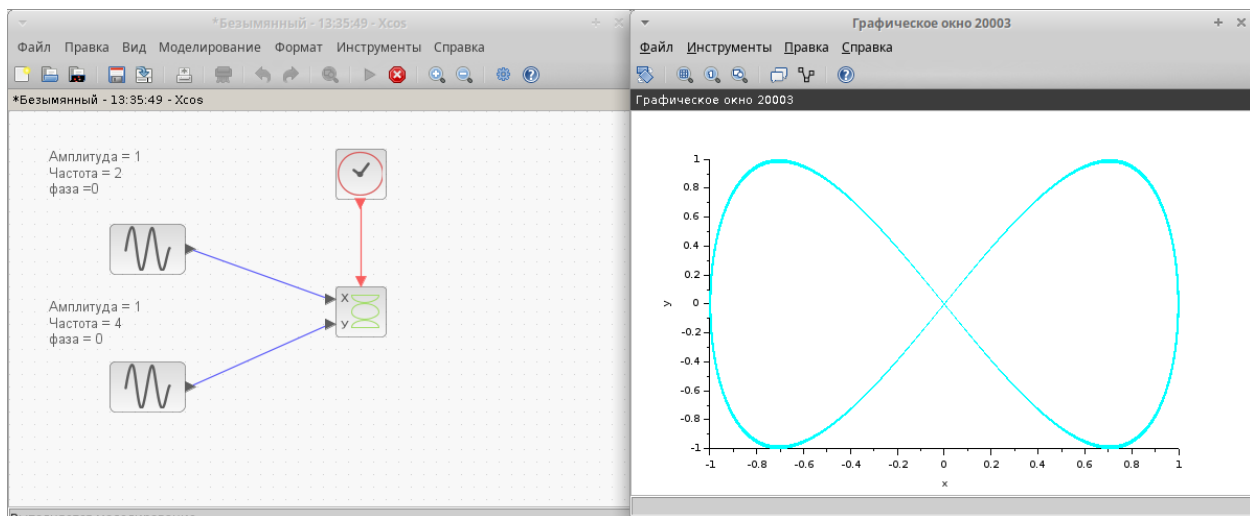 *Безымянный - 13:35:49 - Xcos
Файл Правка Вид Моделирование Формат Инструменты Справка
*Безымянный - 13:35:49 - Xcos
Амплитуда = 1
Частота = 2
фаза =0
X
y
Амплитуда = 1
Частота = 4
фаза = 0
Графическое окно 20003
Файл Инструменты Правка Справка
Графическое окно 20003
1
0.8
0.6
0.4
0.2
0
-0.2
-0.4
-0.6
-0.8
-1
y
-1 -0.8 -0.6 -0.4 -0.2 0 0.2 0.4 0.6 0.8 1
x